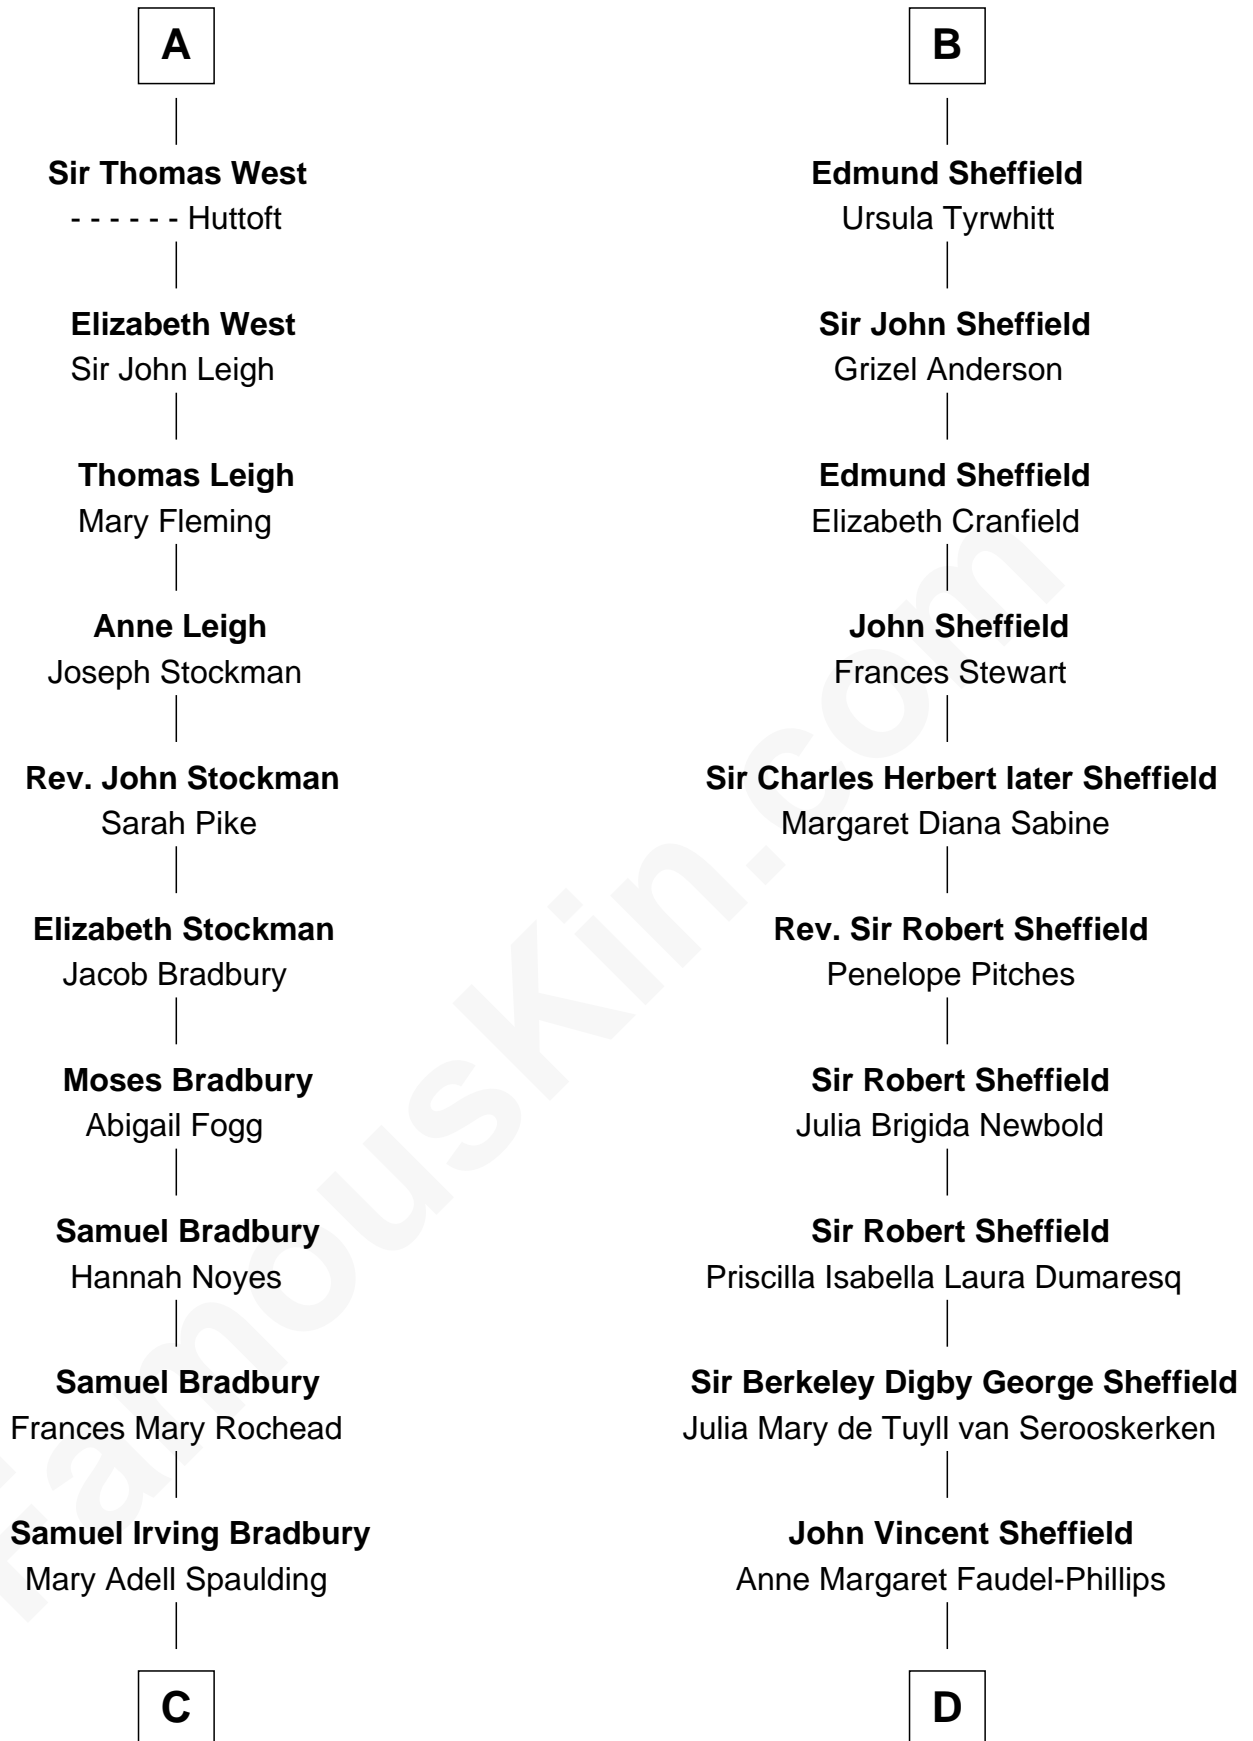 A
Sir Thomas West
- - - - - - Huttoft
Elizabeth West
Sir John Leigh
Thomas Leigh
Mary Fleming
Anne Leigh
Joseph Stockman
Rev. John Stockman
Sarah Pike
Elizabeth Stockman
Jacob Bradbury
Moses Bradbury
Abigail Fogg
Samuel Bradbury
Hannah Noyes
Samuel Bradbury
Frances Mary Rochead
Samuel Irving Bradbury
Mary Adell Spaulding
C
B
Edmund Sheffield
Ursula Tyrwhitt
Sir John Sheffield
Grizel Anderson
Edmund Sheffield
Elizabeth Cranfield
John Sheffield
Frances Stewart
Sir Charles Herbert later Sheffield
Margaret Diana Sabine
Rev. Sir Robert Sheffield
Penelope Pitches
Sir Robert Sheffield
Julia Brigida Newbold
Sir Robert Sheffield
Priscilla Isabella Laura Dumaresq
Sir Berkeley Digby George Sheffield
Julia Mary de Tuyll van Serooskerken
John Vincent Sheffield
Anne Margaret Faudel-Phillips
D
FamousKin.com